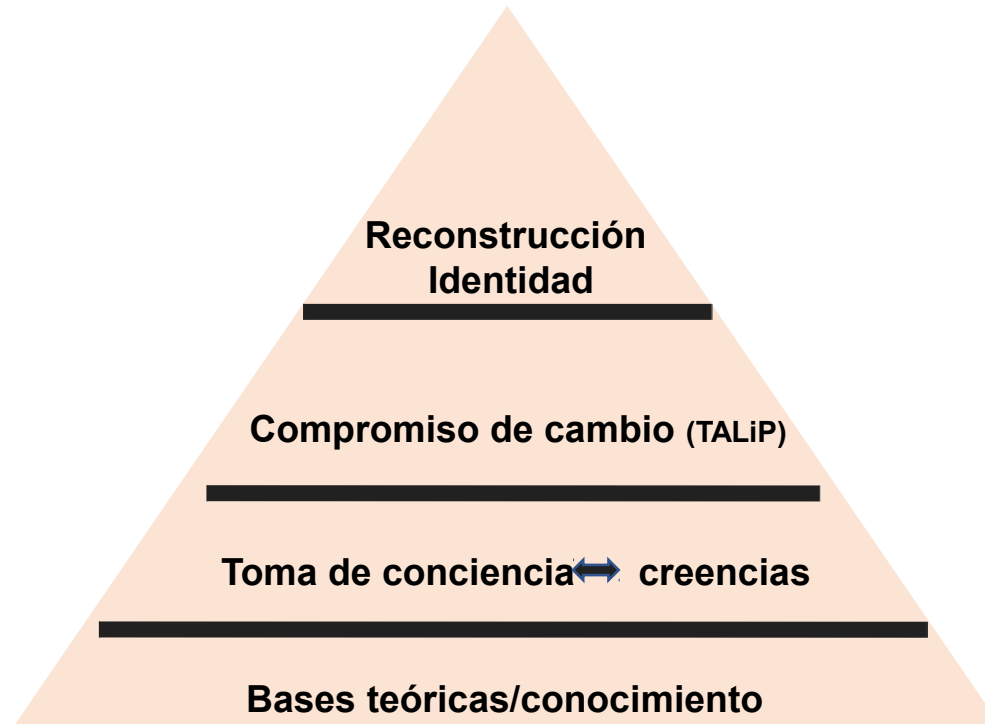 Reconstrucción
Identidad
Compromiso de cambio (TALiP)
Toma de conciencia ↔ creencias
Bases teóricas/conocimiento